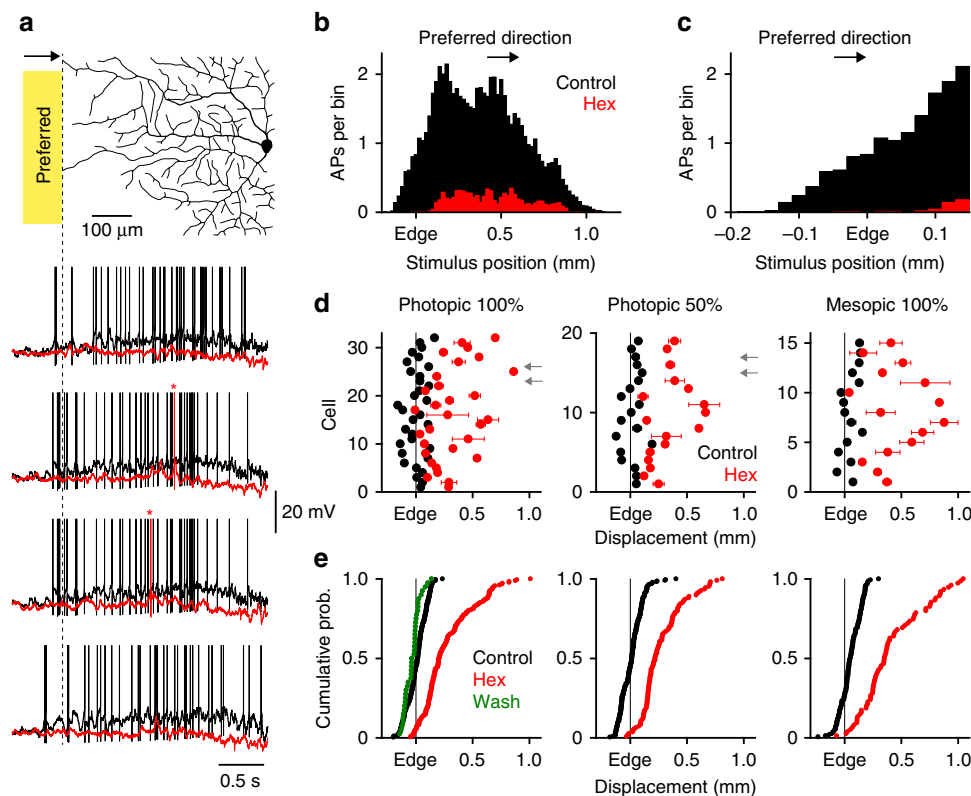 a
Preferred
100 μm
*
*
20 mV
0.5 s
b
Preferred direction
Control
Hex
APs per bin
2
1
0
Edge
0.5
1.0
Stimulus position (mm)
c
Preferred direction
APs per bin
2
1
0
−0.2
−0.1
Edge
0.1
Stimulus position (mm)
d
Photopic 100%
Photopic 50%
Mesopic 100%
Cell
30
20
10
0
Edge
0.5
1.0
20
10
0
Control
Hex
Edge
0.5
1.0
15
10
5
0
Edge
0.5
1.0
Displacement (mm)
e
Cumulative prob.
1.0
0.5
0
Control
Hex
Wash
Edge
0.5
1.0
1.0
0.5
0
Edge
0.5
1.0
1.0
0.5
0
Edge
0.5
1.0
Displacement (mm)